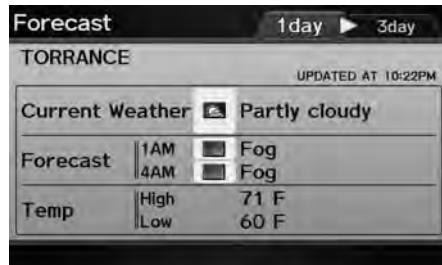 Forecast 1day ▶ 3day
TORRANCE
UPDATED AT 10:22PM
Current Weather Partly cloudy
Forecast 1AM Fog
4AM Fog
Temp High 71 F
Low 60 F